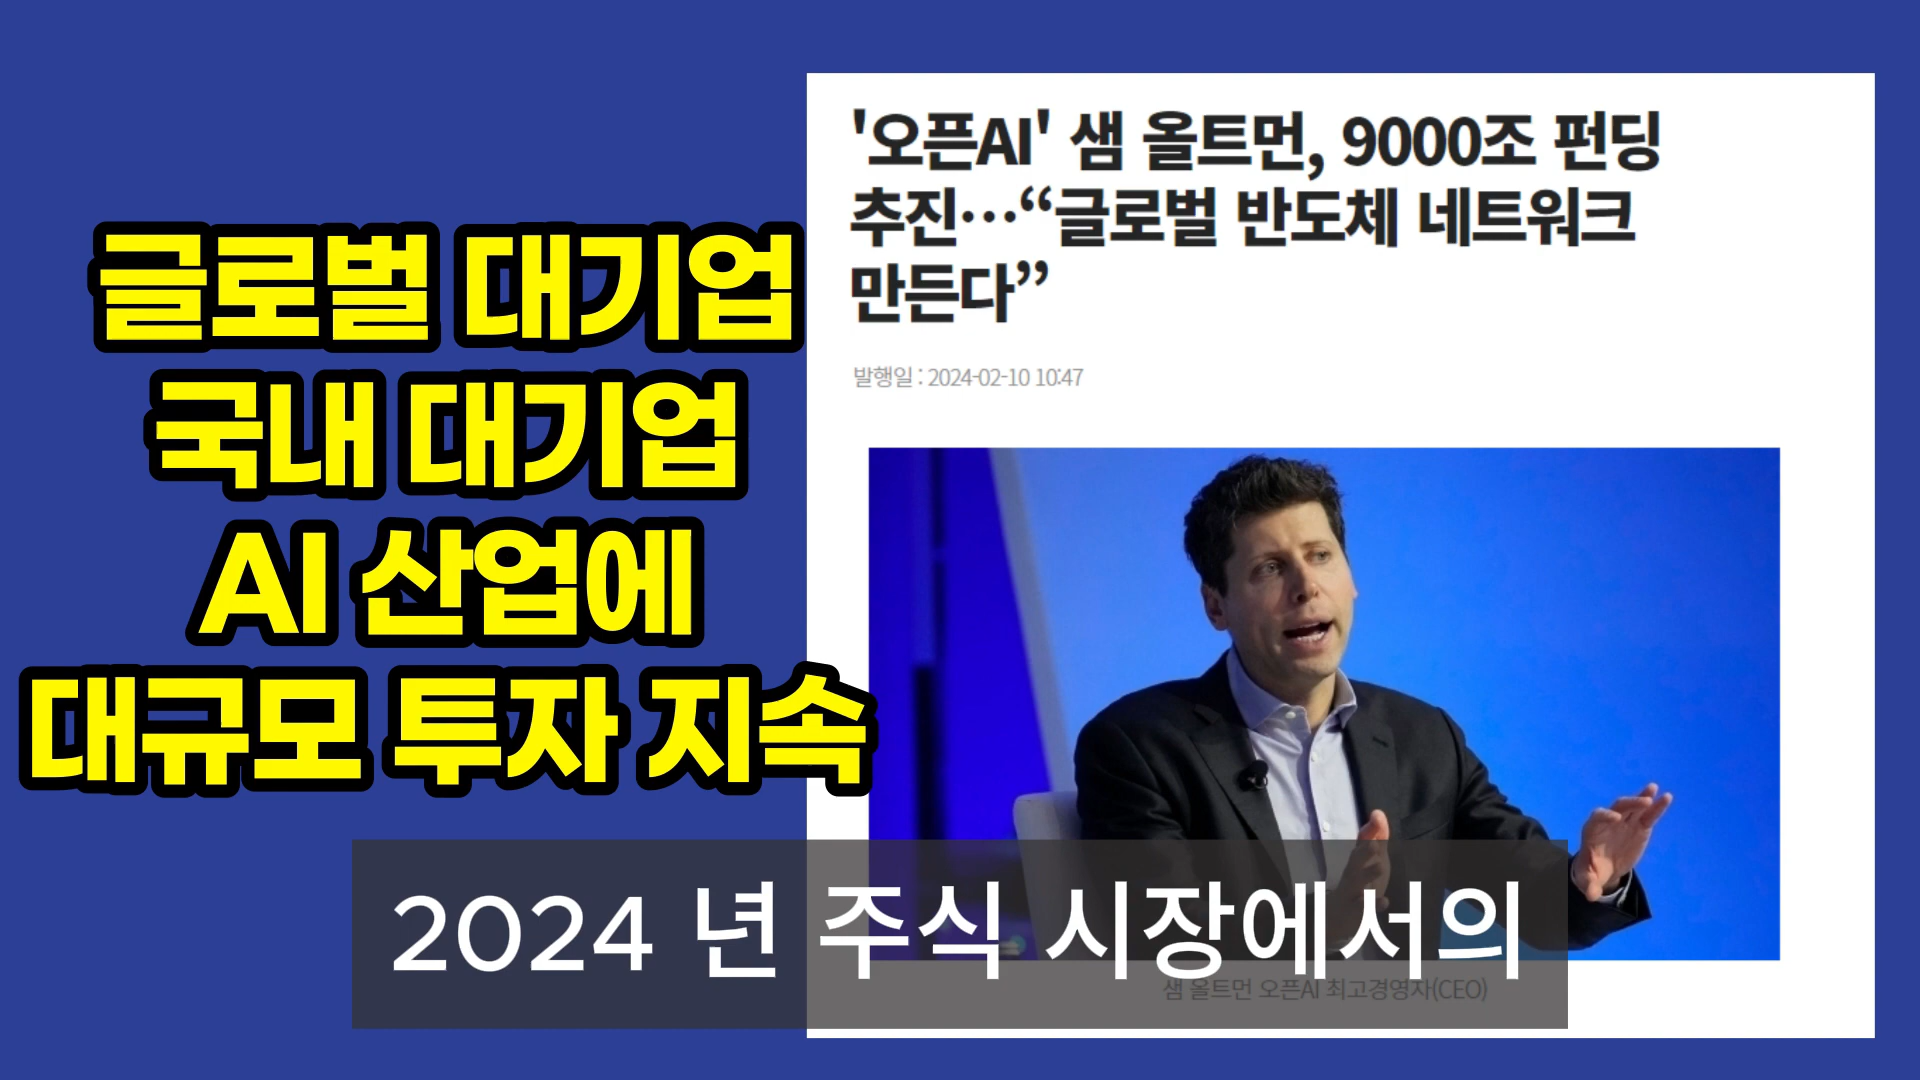 글로벌 대기업
국내 대기업
AI 산업에
대규모 투자 지속
'오픈AI' 샘 올트먼, 9000조 펀딩
추진…“글로벌 반도체 네트워크
만든다”
발행일 : 2024-02-10 10:47
샘 올트먼 오픈AI 최고경영자(CEO)
2024 년 주식 시장에서의